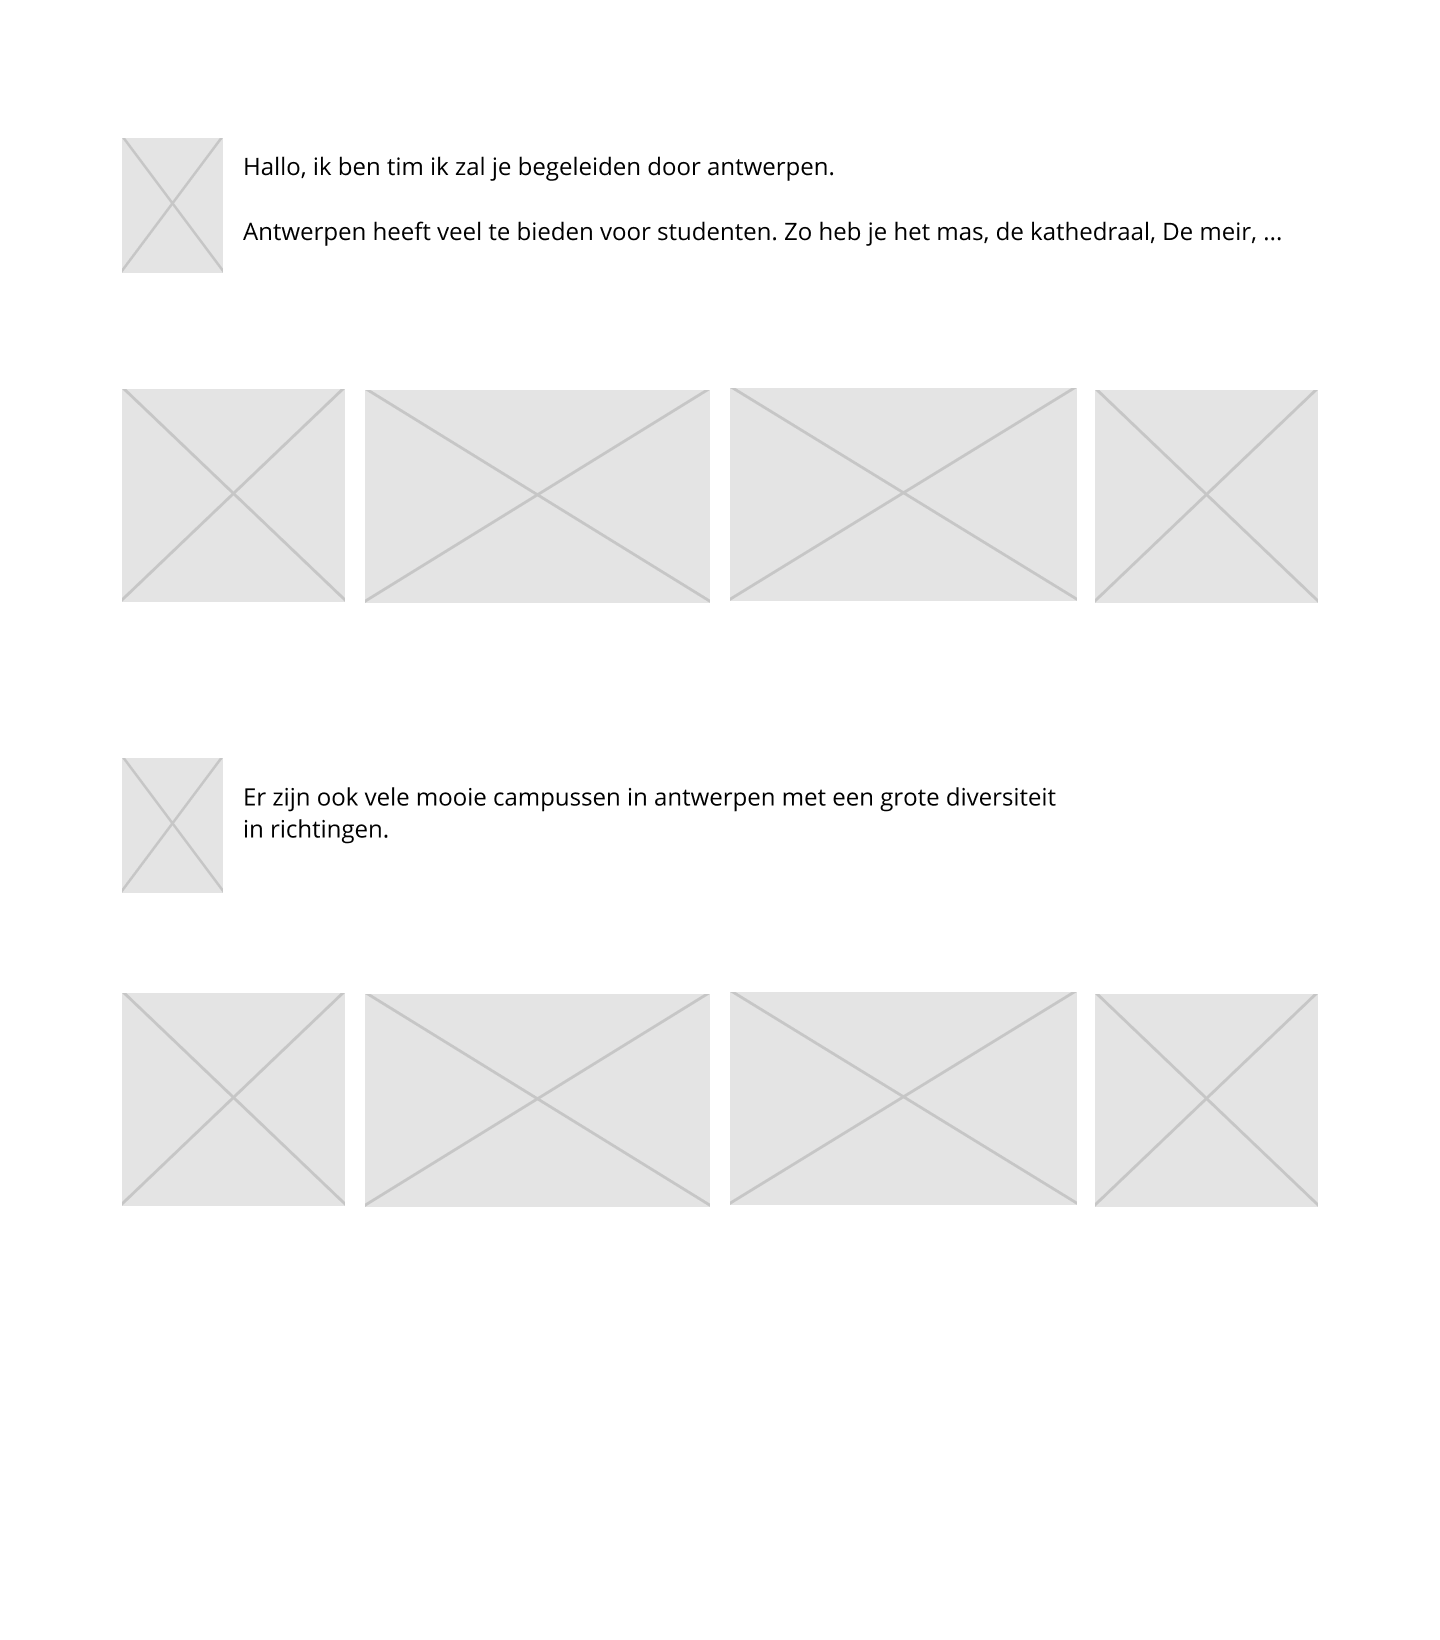 Hallo, ik ben tim ik zal je begeleiden door antwerpen.
Antwerpen heeft veel te bieden voor studenten. Zo heb je het mas, de kathedraal, De meir, ...
Er zijn ook vele mooie campussen in antwerpen met een grote diversiteit
in richtingen.